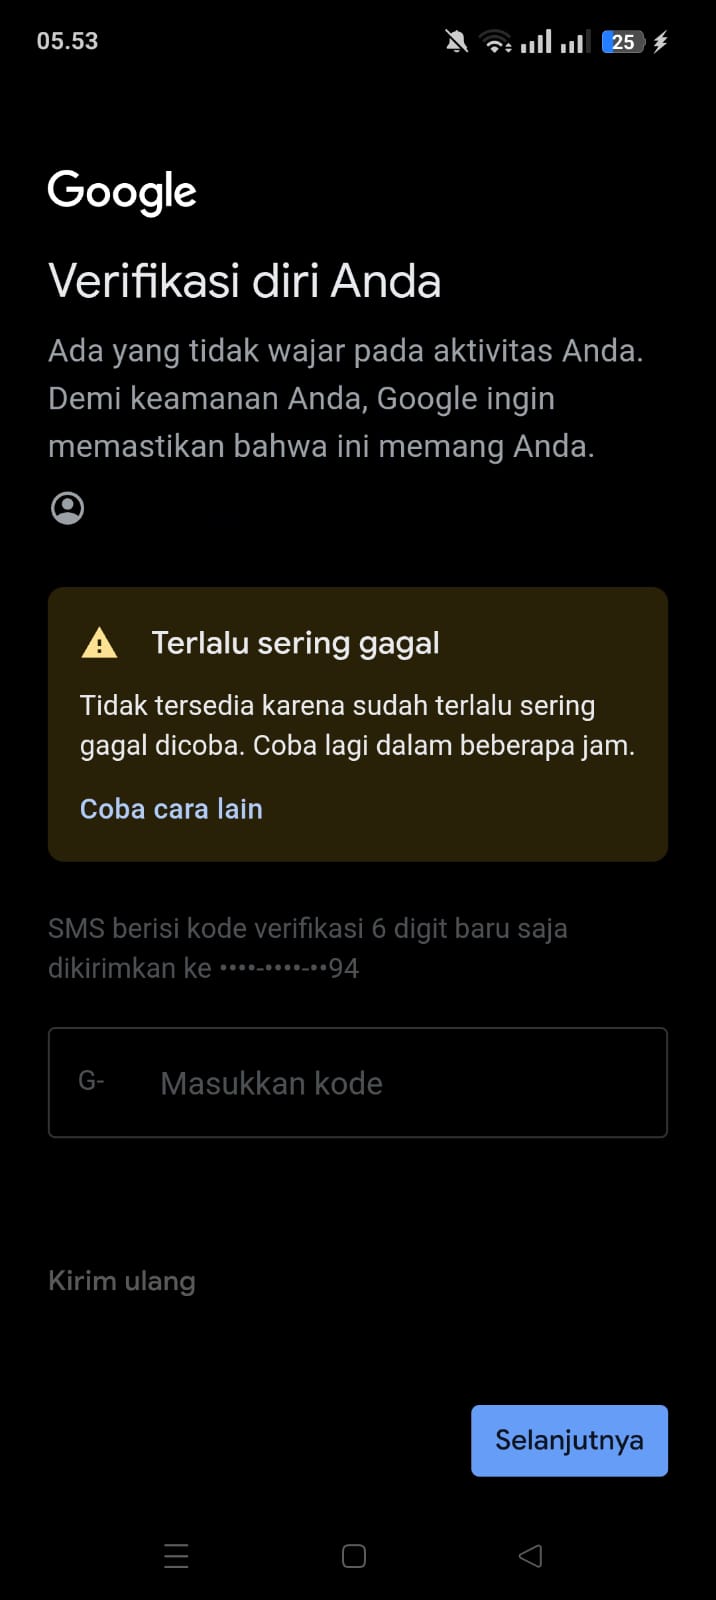 05.53
25
Google
Verifikasi diri Anda
Ada yang tidak wajar pada aktivitas Anda.
Demi keamanan Anda, Google ingin
memastikan bahwa ini memang Anda.
Terlalu sering gagal
Tidak tersedia karena sudah terlalu sering
gagal dicoba. Coba lagi dalam beberapa jam.
Coba cara lain
SMS berisi kode verifikasi 6 digit baru saja
dikirimkan ke ••••-••••-••94
G- Masukkan kode
Kirim ulang
Selanjutnya